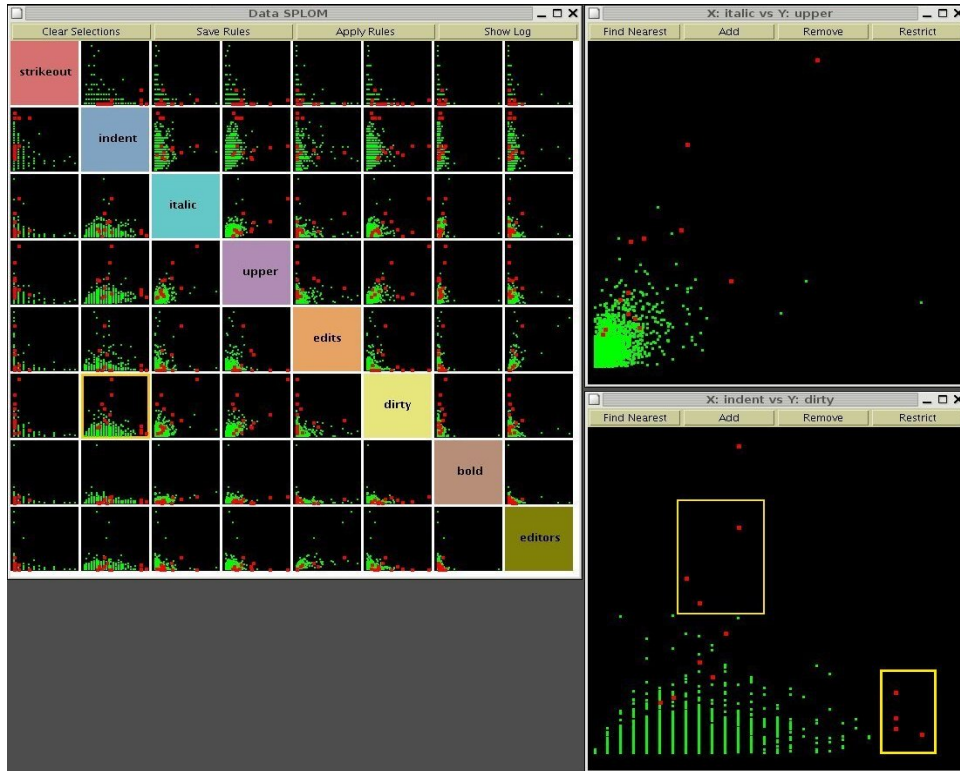 Data SPLOM
Clear Selections Save Rules Apply Rules Show Log
strikeout
indent
italic
upper
edits
dirty
bold
editors
X: italic vs Y: upper
Find Nearest Add Remove Restrict
X: indent vs Y: dirty
Find Nearest Add Remove Restrict